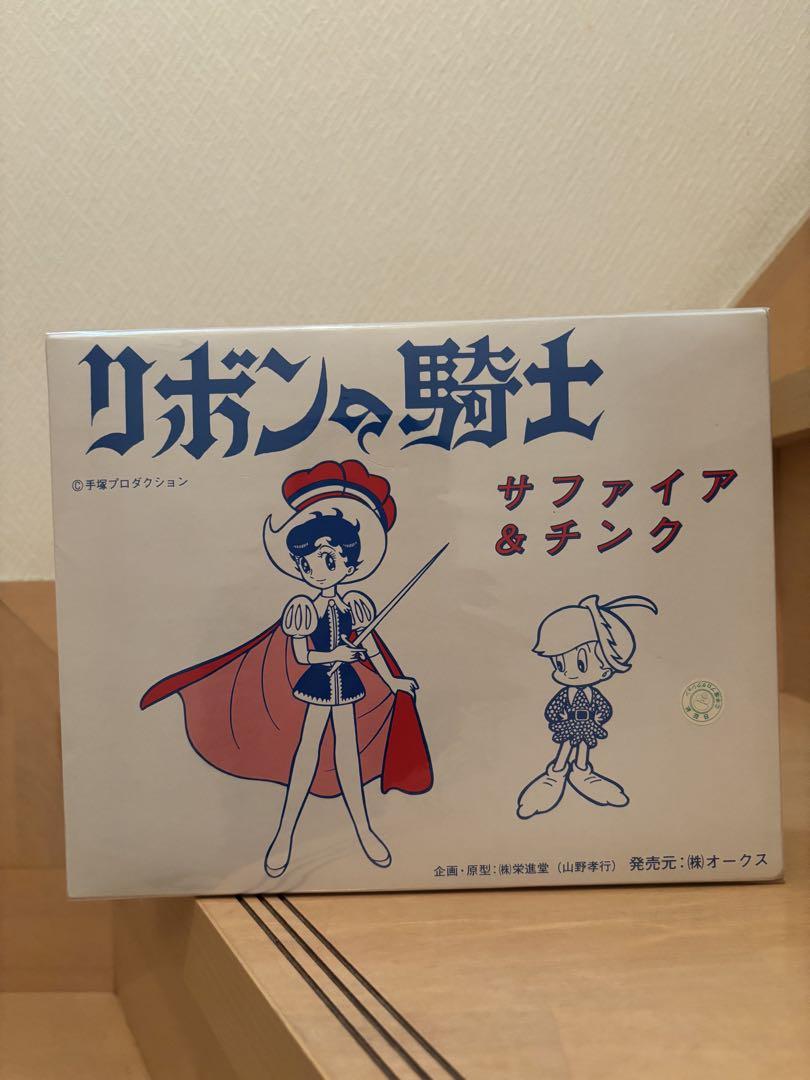 リボンの騎士
©手塚プロダクション
サファイア
&チンク
企画・原型:㈱栄進堂(山野孝行) 発売元:㈱オークス